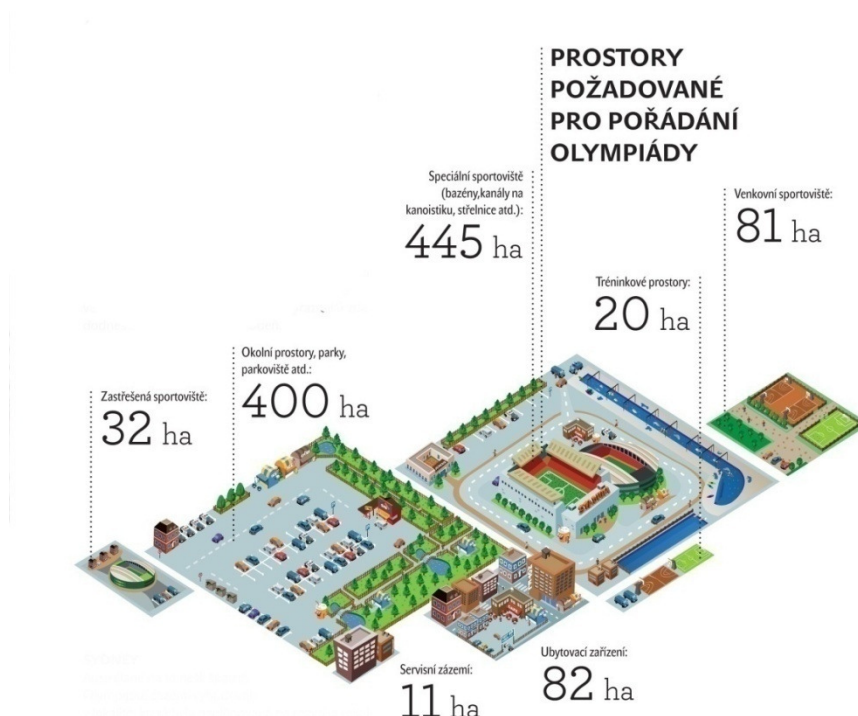 PROSTORY
POŽADOVANÉ
PRO POŘÁDÁNÍ
OLYMPIÁDY
Speciální sportoviště
(bazény,kanály na
kanoistiku, střelnice atd.):
445 ha
Venkovní sportoviště:
81 ha
Tréninkové prostory:
20 ha
Okolní prostory, parky,
parkoviště atd.:
400 ha
Zastřešená sportoviště:
32 ha
Servisní zázemí:
11 ha
Ubytovací zařízení:
82 ha